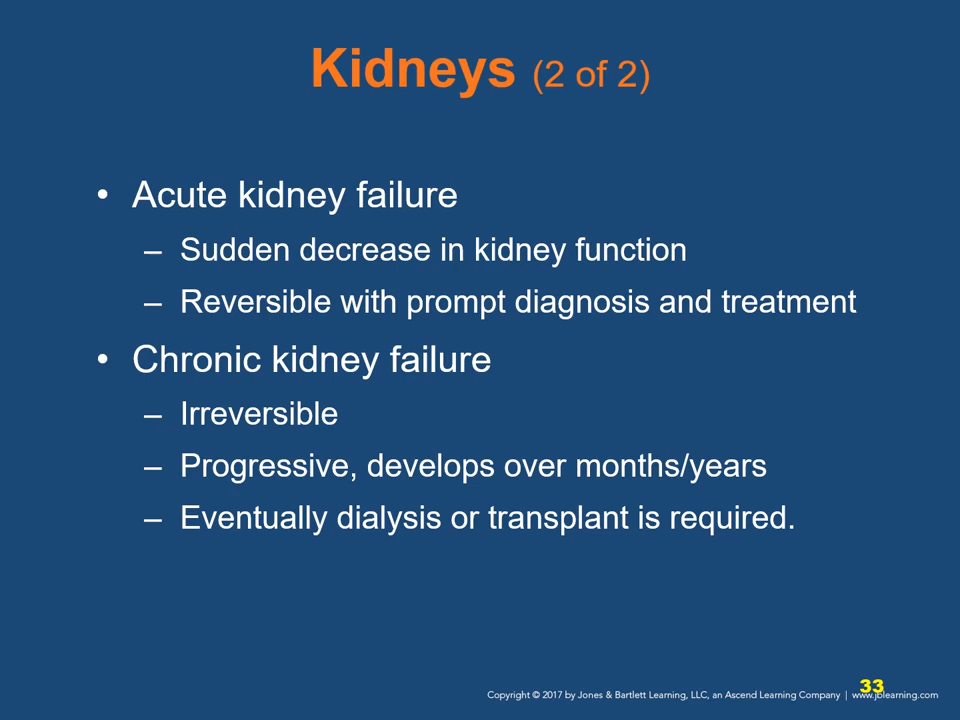 Kidneys (2 of 2)
• Acute kidney failure
– Sudden decrease in kidney function
– Reversible with prompt diagnosis and treatment
• Chronic kidney failure
– Irreversible
– Progressive, develops over months/years
– Eventually dialysis or transplant is required.
33
Copyright © 2017 by Jones & Bartlett Learning, LLC, an Ascend Learning Company | www.jblearning.com